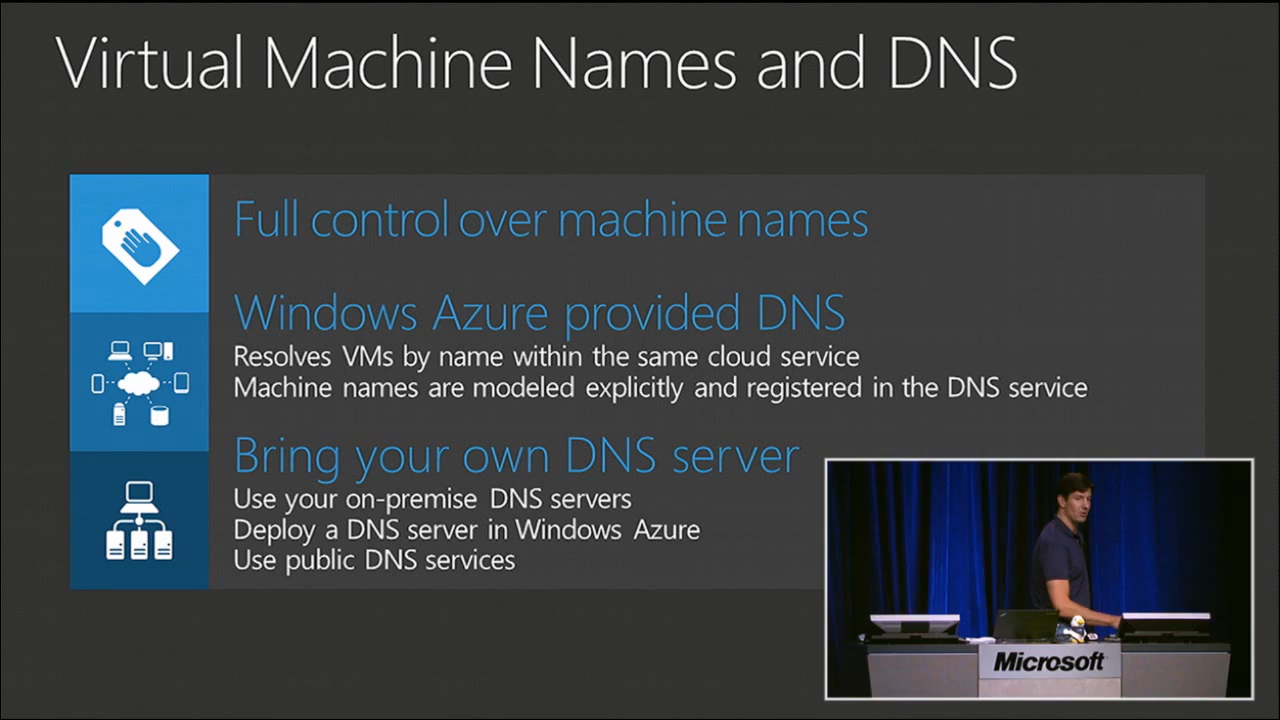 Virtual Machine Names and DNS
Full control over machine names
Windows Azure provided DNS
Resolves VMs by name within the same cloud service
Machine names are modeled explicitly and registered in the DNS service
Bring your own DNS server
Use your on-premise DNS servers
Deploy a DNS server in Windows Azure
Use public DNS services
Microsoft